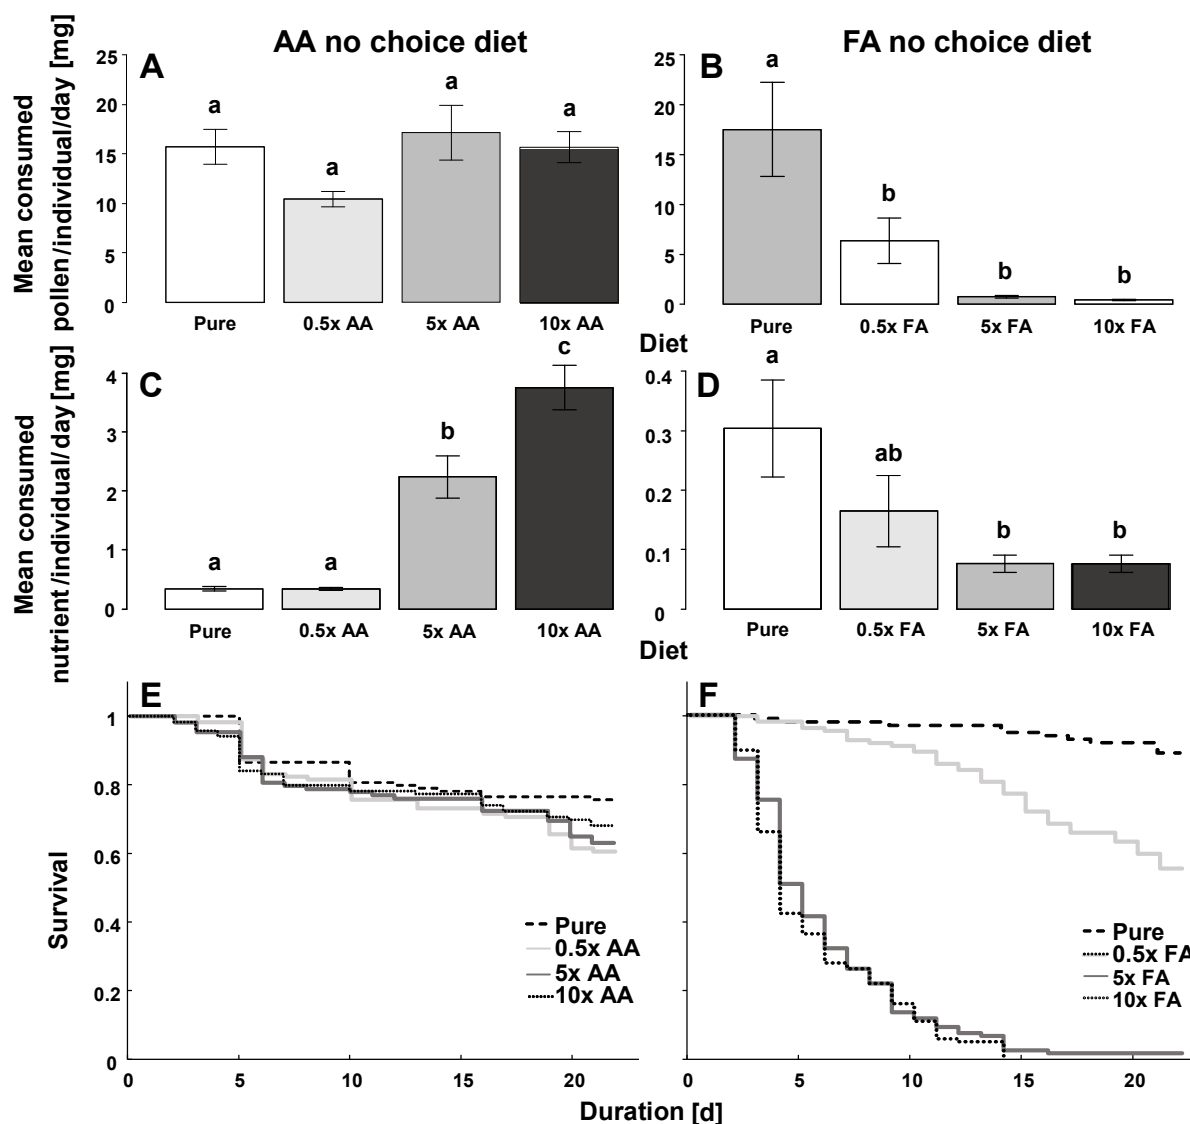 AA no choice diet
FA no choice diet
Mean consumed
pollen/individual/day [mg]
A
25
20
15
10
5
0
a
a
a
a
Pure
0.5x AA
5x AA
10x AA
B
25
20
15
10
5
0
a
b
b
b
Pure
0.5x FA
5x FA
10x FA
Diet
Mean consumed
nutrient/individual/day [mg]
C
4
3
2
1
0
a
a
b
c
Pure
0.5x AA
5x AA
10x AA
D
0.4
0.3
0.2
0.1
0
a
ab
b
b
Pure
0.5x FA
5x FA
10x FA
Diet
Survival
E
1
0.8
0.6
0.4
0.2
0
Pure
0.5x AA
5x AA
10x AA
0
5
10
15
20
F
Pure
0.5x FA
5x FA
10x FA
0
5
10
15
20
Duration [d]